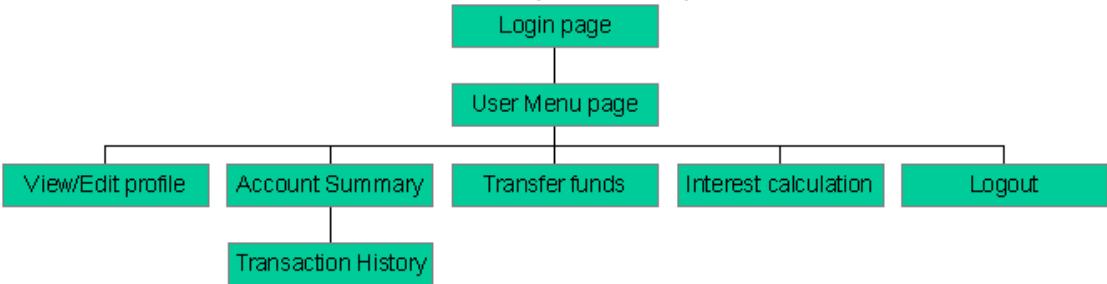 Login page
User Menu page
View/Edit profile
Account Summary
Transfer funds
Interest calculation
Logout
Transaction History